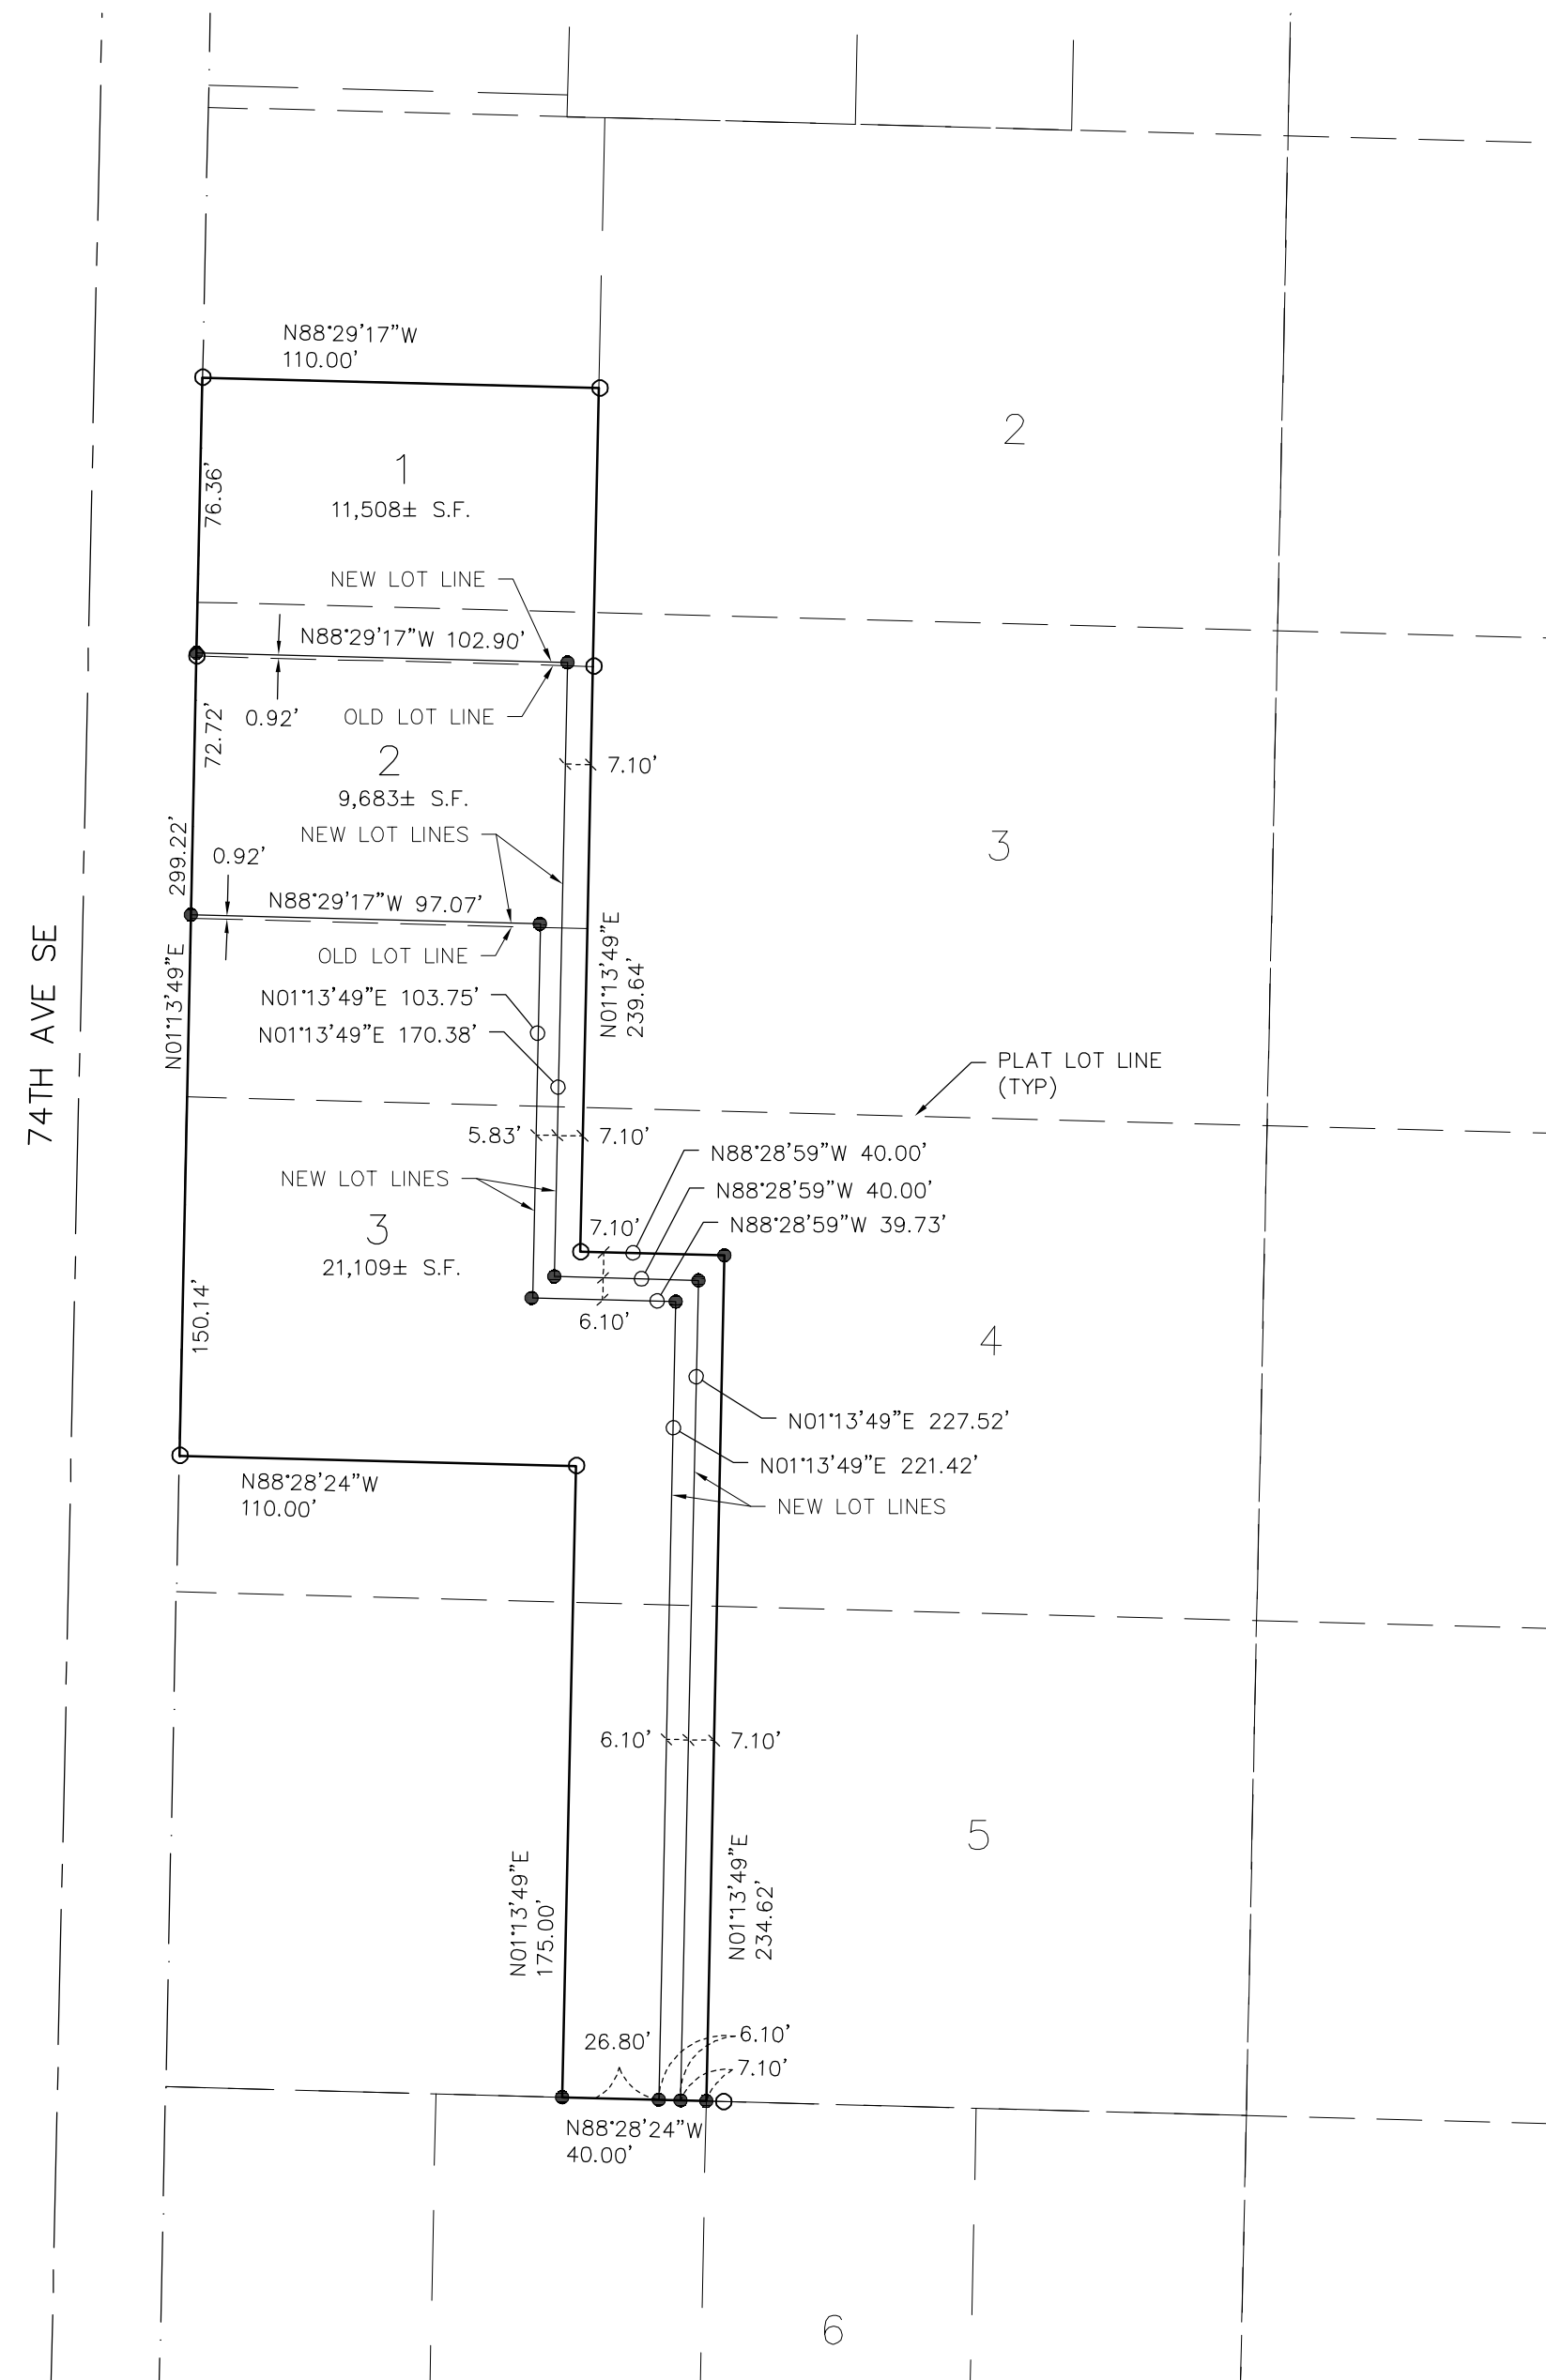 N88°29'17"W
110.00'
2
1
76.36'
11,508± S.F.
NEW LOT LINE
N88°29'17"W 102.90'
0.92'
OLD LOT LINE
72.72'
2
7.10'
9,683± S.F.
NEW LOT LINES
3
299.22'
0.92'
N88°29'17"W 97.07'
OLD LOT LINE
N01°13'49"E
239.64'
N01°13'49"E
74TH AVE SE
N01°13'49"E 103.75'
N01°13'49"E 170.38'
PLAT LOT LINE
(TYP)
5.83'
7.10'
N88°28'59"W 40.00'
NEW LOT LINES
N88°28'59"W 40.00'
3
7.10'
N88°28'59"W 39.73'
21,109± S.F.
150.14'
6.10'
4
N01°13'49"E 227.52'
N01°13'49"E 221.42'
N88°28'24"W
110.00'
NEW LOT LINES
6.10'
7.10'
5
N01°13'49"E
175.00'
N01°13'49"E
234.62'
26.80'
6.10'
7.10'
N88°28'24"W
40.00'
6